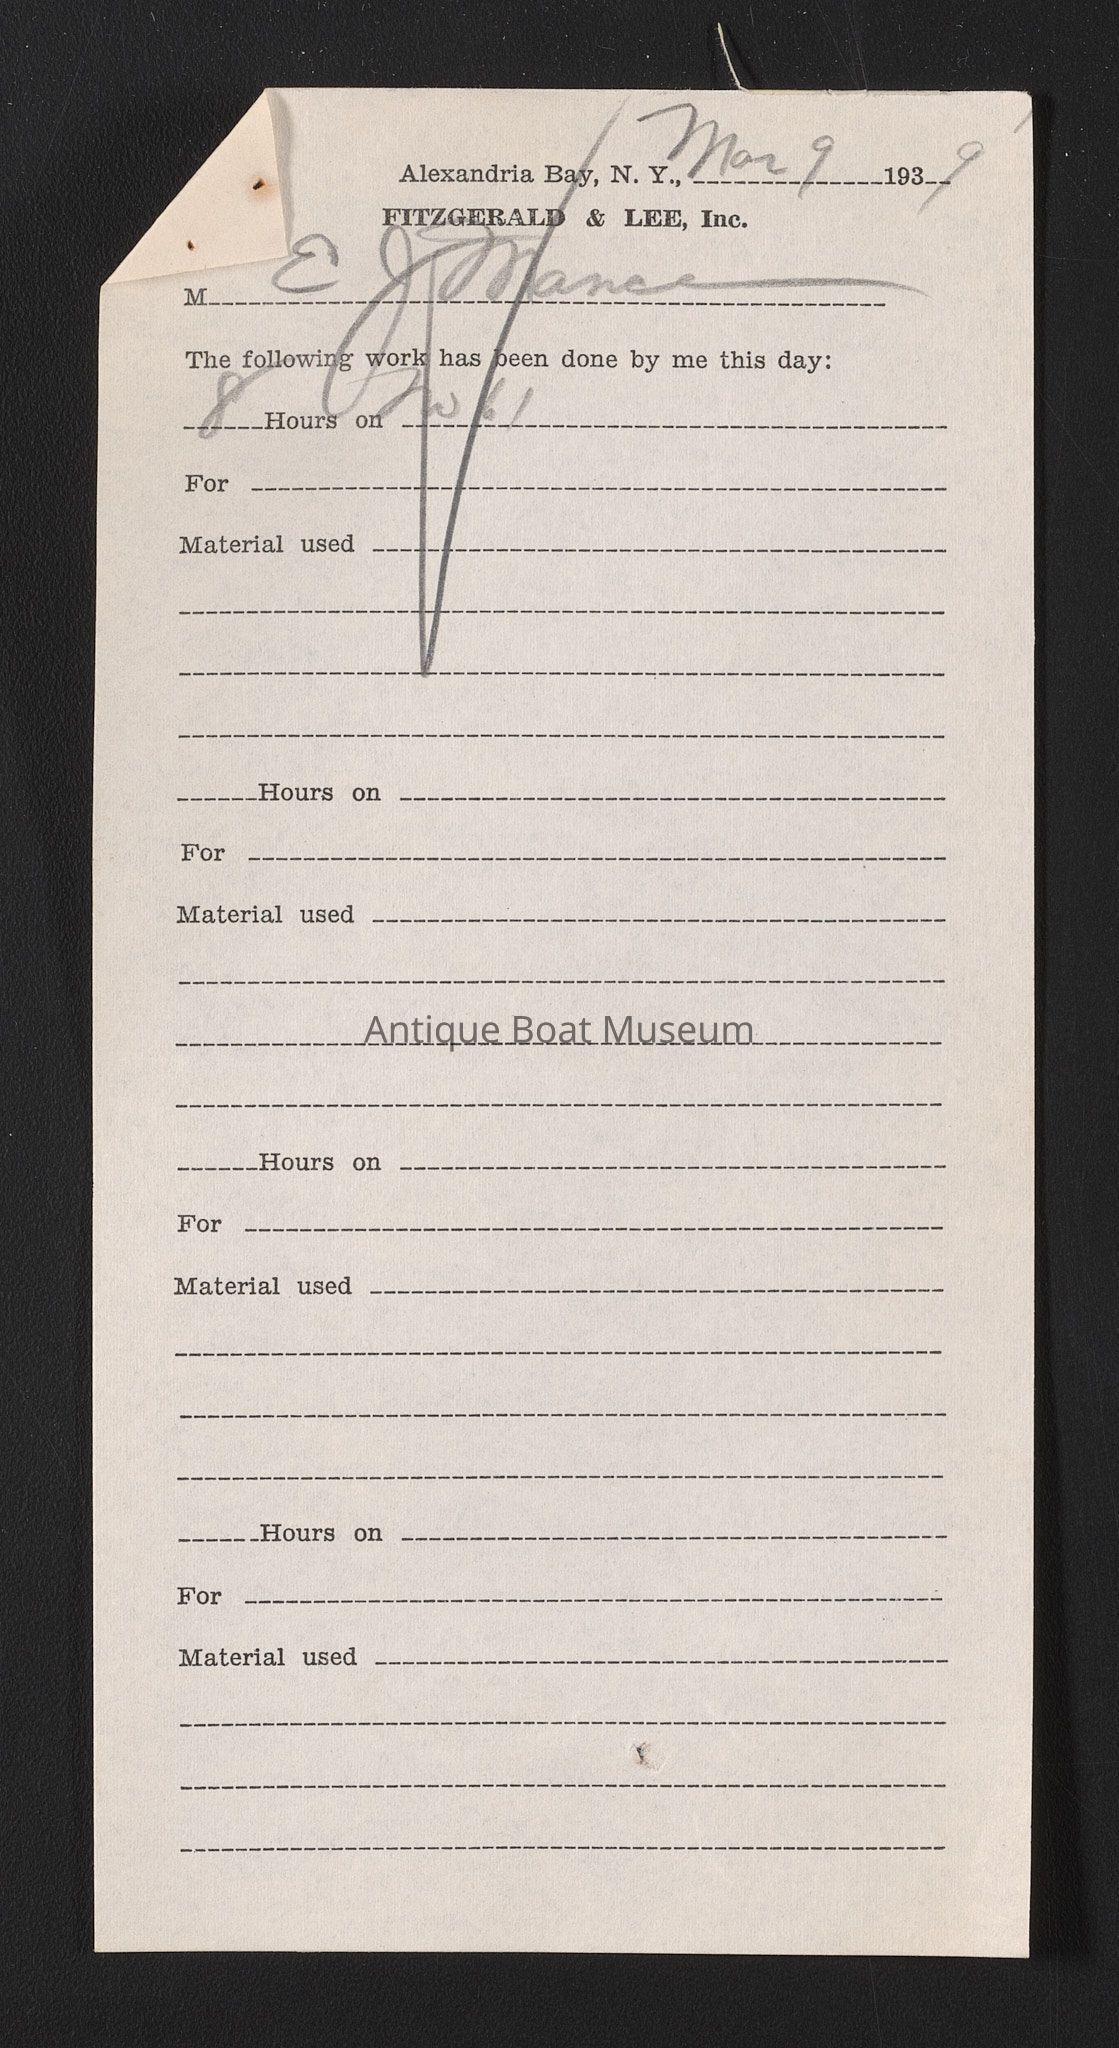 Alexandria Bay, N. Y., Mar 9 1939
FITZGERALD & LEE, Inc.
M E J Mance
The following work has been done by me this day:
8 Hours on No 61
For
Material used
Hours on
For
Material used
Antique Boat Museum
Hours on
For
Material used
Hours on
For
Material used